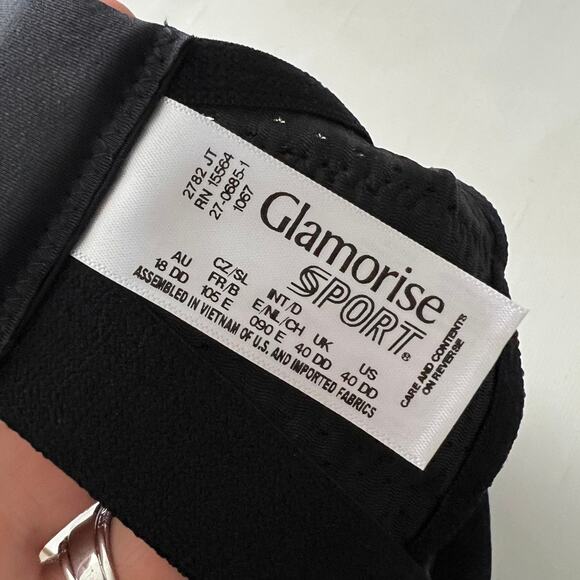 2782 JT
RN 15564
27-0685-1
1067
Glamorise
SPORT®
AU CZ/SL INT/D UK US
18 DD FR/B E/NL/CH 40 DD 40 DD
105 E 090 E
ASSEMBLED IN VIETNAM OF U.S. AND IMPORTED FABRICS
CARE AND CONTENTS
ON REVERSE